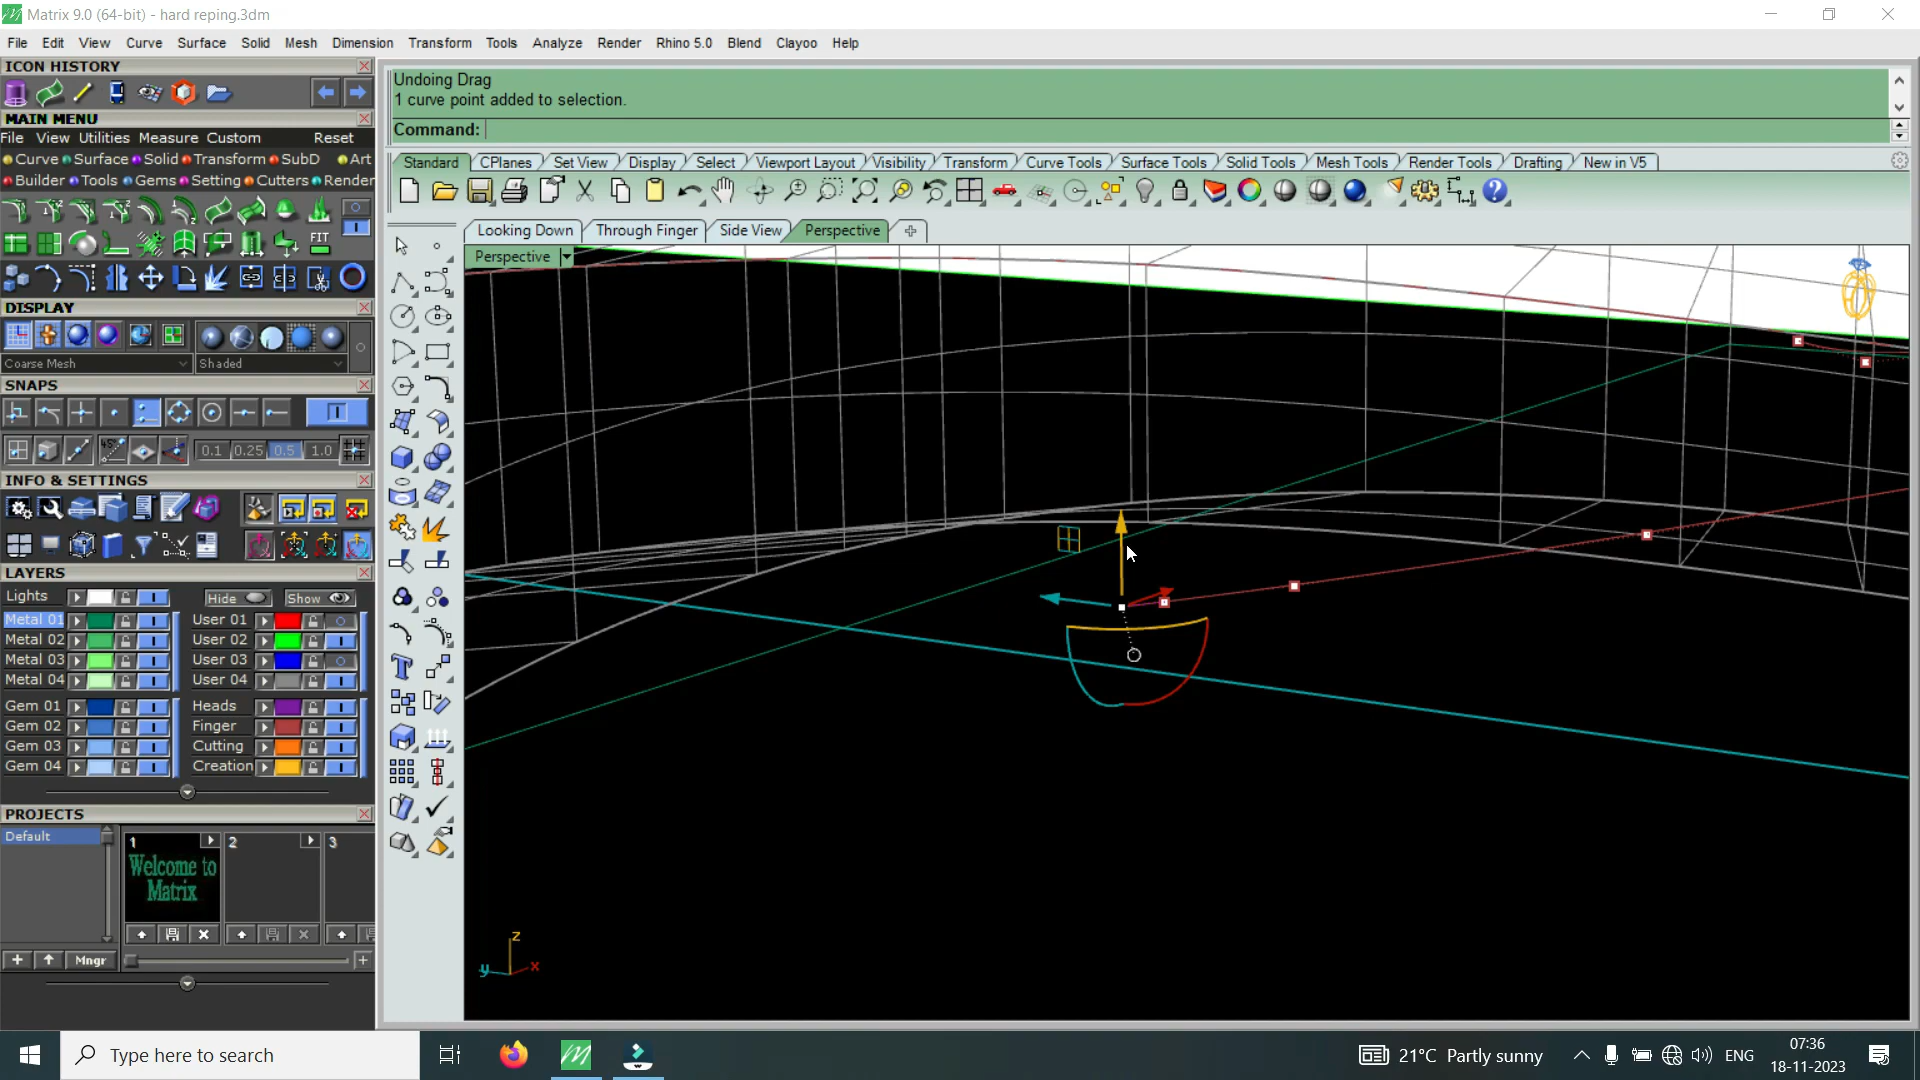 Matrix 9.0 (64-bit) - hard reping.3dm
File Edit View Curve Surface Solid Mesh Dimension Transform Tools Analyze Render Rhino 5.0 Blend Clayoo Help
ICON HISTORY
MAIN MENU
File View Utilities Measure Custom Reset
Curve Surface Solid Transform SubD Art
Builder Tools Gems Setting Cutters Render
FIT
DISPLAY
Coarse Mesh Shaded
SNAPS
45°
0.1 0.25 0.5 1.0
INFO & SETTINGS
LAYERS
Lights Hide Show
Metal 01 User 01
Metal 02 User 02
Metal 03 User 03
Metal 04 User 04
Gem 01 Heads
Gem 02 Finger
Gem 03 Cutting
Gem 04 Creation
PROJECTS
Default
1 2 3
Welcome to
Matrix
Mngr
Undoing Drag
1 curve point added to selection.
Command:
Standard CPlanes Set View Display Select Viewport Layout Visibility Transform Curve Tools Surface Tools Solid Tools Mesh Tools Render Tools Drafting New in V5
Looking Down Through Finger Side View Perspective
Perspective
z
y x
Type here to search
21°C Partly sunny
ENG
07:36
18-11-2023